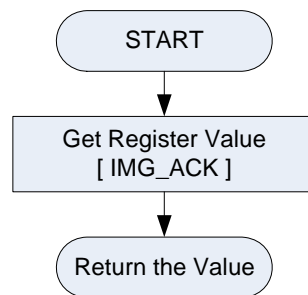 START
Get Register Value
[ IMG_ACK ]
Return the Value